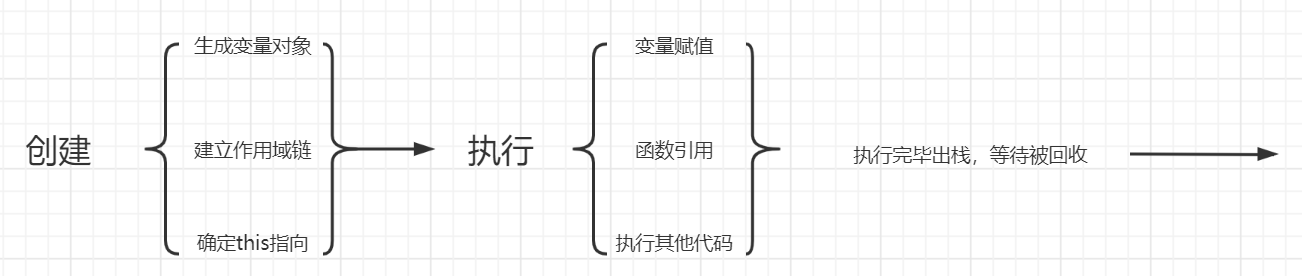 创建
生成变量对象
建立作用域链
确定this指向
执行
变量赋值
函数引用
执行其他代码
执行完毕出栈，等待被回收